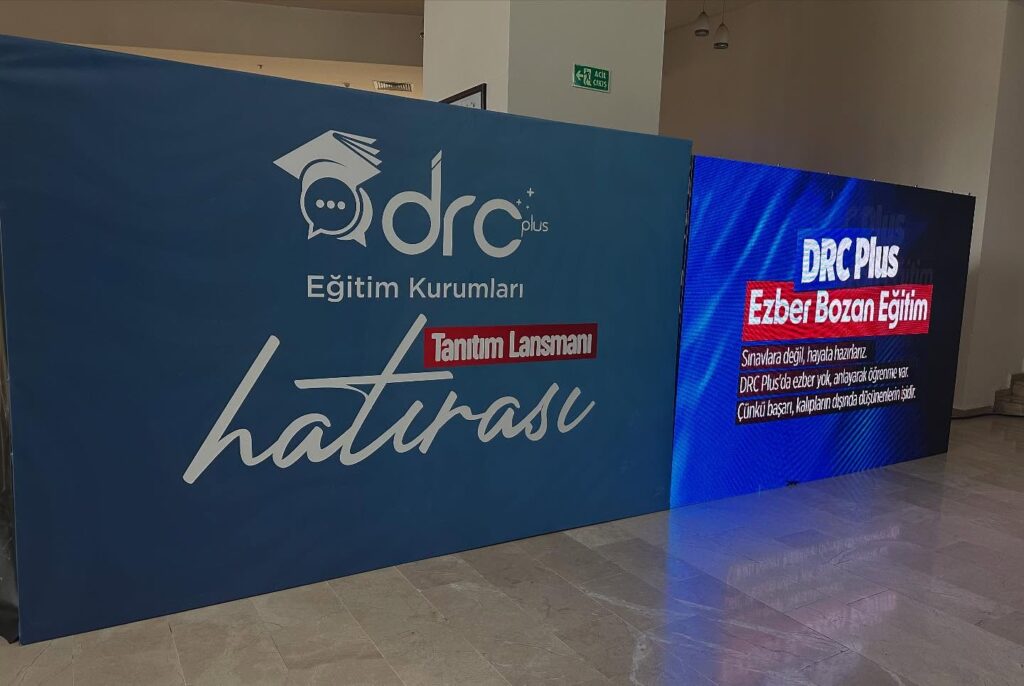 ACİL
ÇIKIŞ
drc
plus
Eğitim Kurumları
Tanıtım Lansmanı
hatırası
DRC Plus
Ezber Bozan Eğitim
Sınavlara değil, hayata hazırlarız.
DRC Plus'da ezber yok, anlayarak öğrenme var.
Çünkü başarı, kalıpların dışında düşünenlerin işidir.